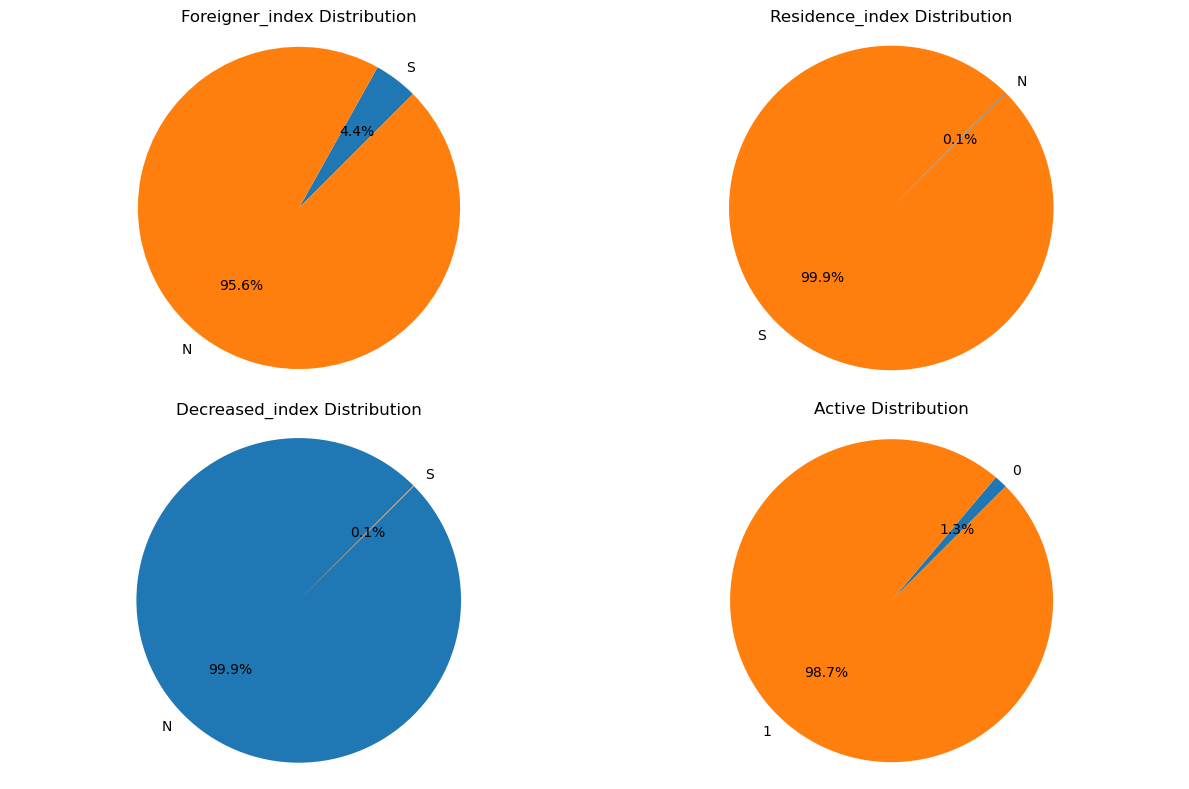 Foreigner_index Distribution
S
4.4%
95.6%
N
Residence_index Distribution
N
0.1%
99.9%
S
Decreased_index Distribution
S
0.1%
99.9%
N
Active Distribution
0
1.3%
98.7%
1